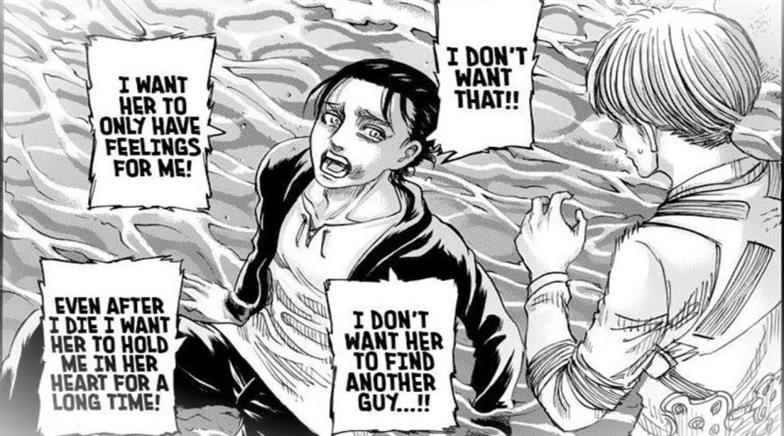 I DON'T
WANT
THAT!!
I WANT
HER TO
ONLY HAVE
FEELINGS
FOR ME!
I DON'T
WANT HER
TO FIND
ANOTHER
GUY...!!
EVEN AFTER
I DIE I WANT
HER TO HOLD
ME IN HER
HEART FOR A
LONG TIME!